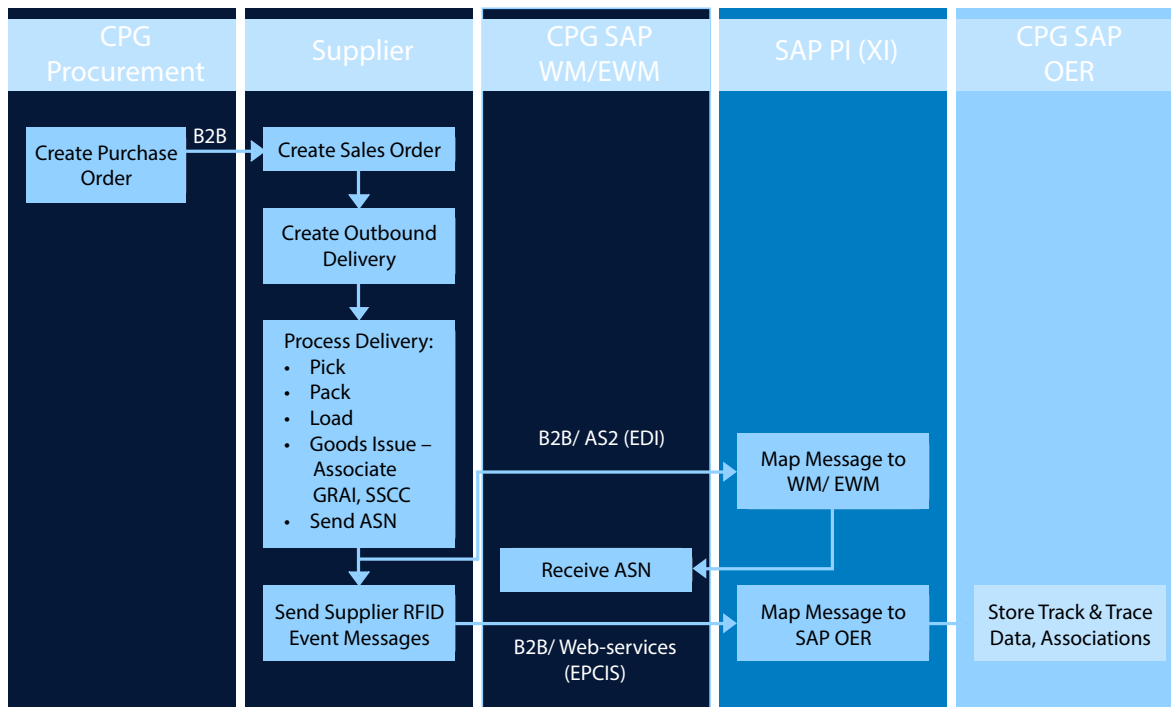 CPG
Procurement
Supplier
CPG SAP
WM/EWM
SAP PI (XI)
CPG SAP
OER
Create Purchase
Order
B2B
Create Sales Order
Create Outbound
Delivery
Process Delivery:
• Pick
• Pack
• Load
• Goods Issue –
Associate
GRAI, SSCC
• Send ASN
B2B/ AS2 (EDI)
Map Message to
WM/ EWM
Receive ASN
Send Supplier RFID
Event Messages
B2B/ Web-services
(EPCIS)
Map Message to
SAP OER
Store Track & Trace
Data, Associations